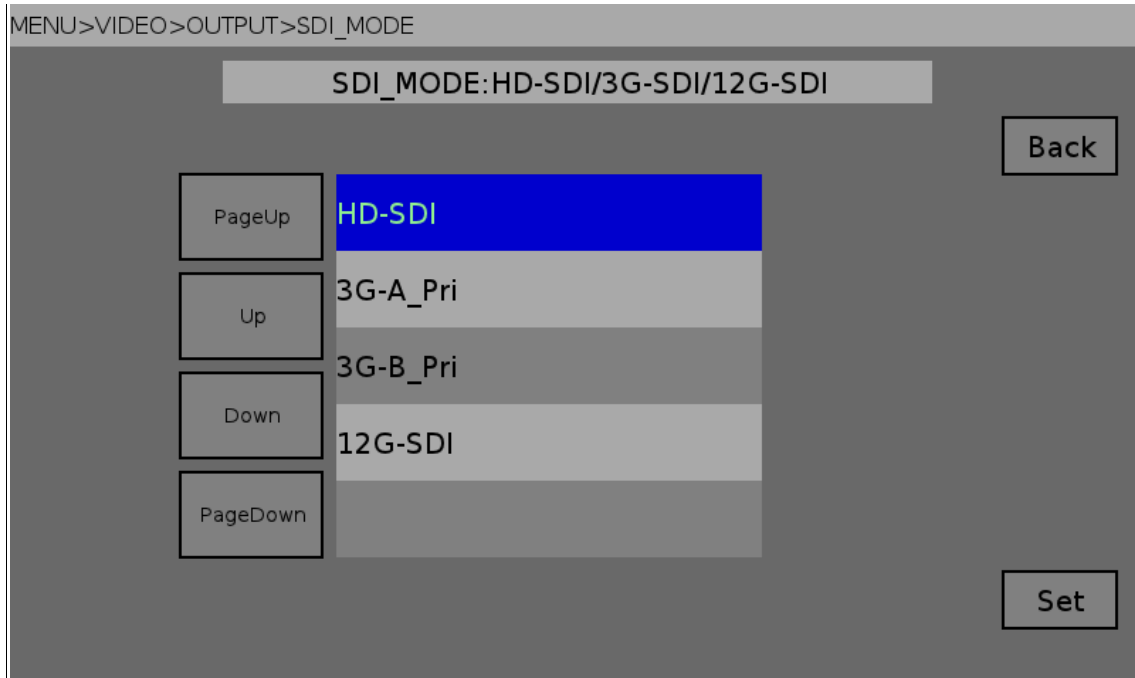 MENU>VIDEO>OUTPUT>SDI_MODE
SDI_MODE:HD-SDI/3G-SDI/12G-SDI
Back
PageUp
HD-SDI
3G-A_Pri
Up
3G-B_Pri
Down
12G-SDI
PageDown
Set